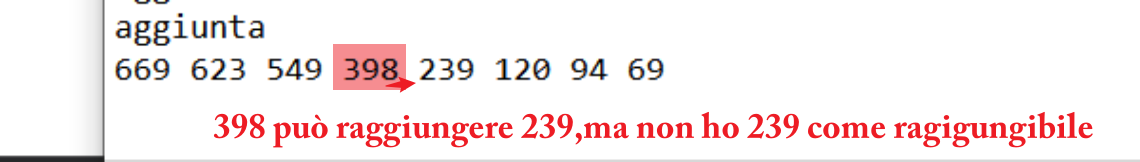 aggiunta
669 623 549 398 239 120 94 69
398 può raggiungere 239,ma non ho 239 come ragigungibile